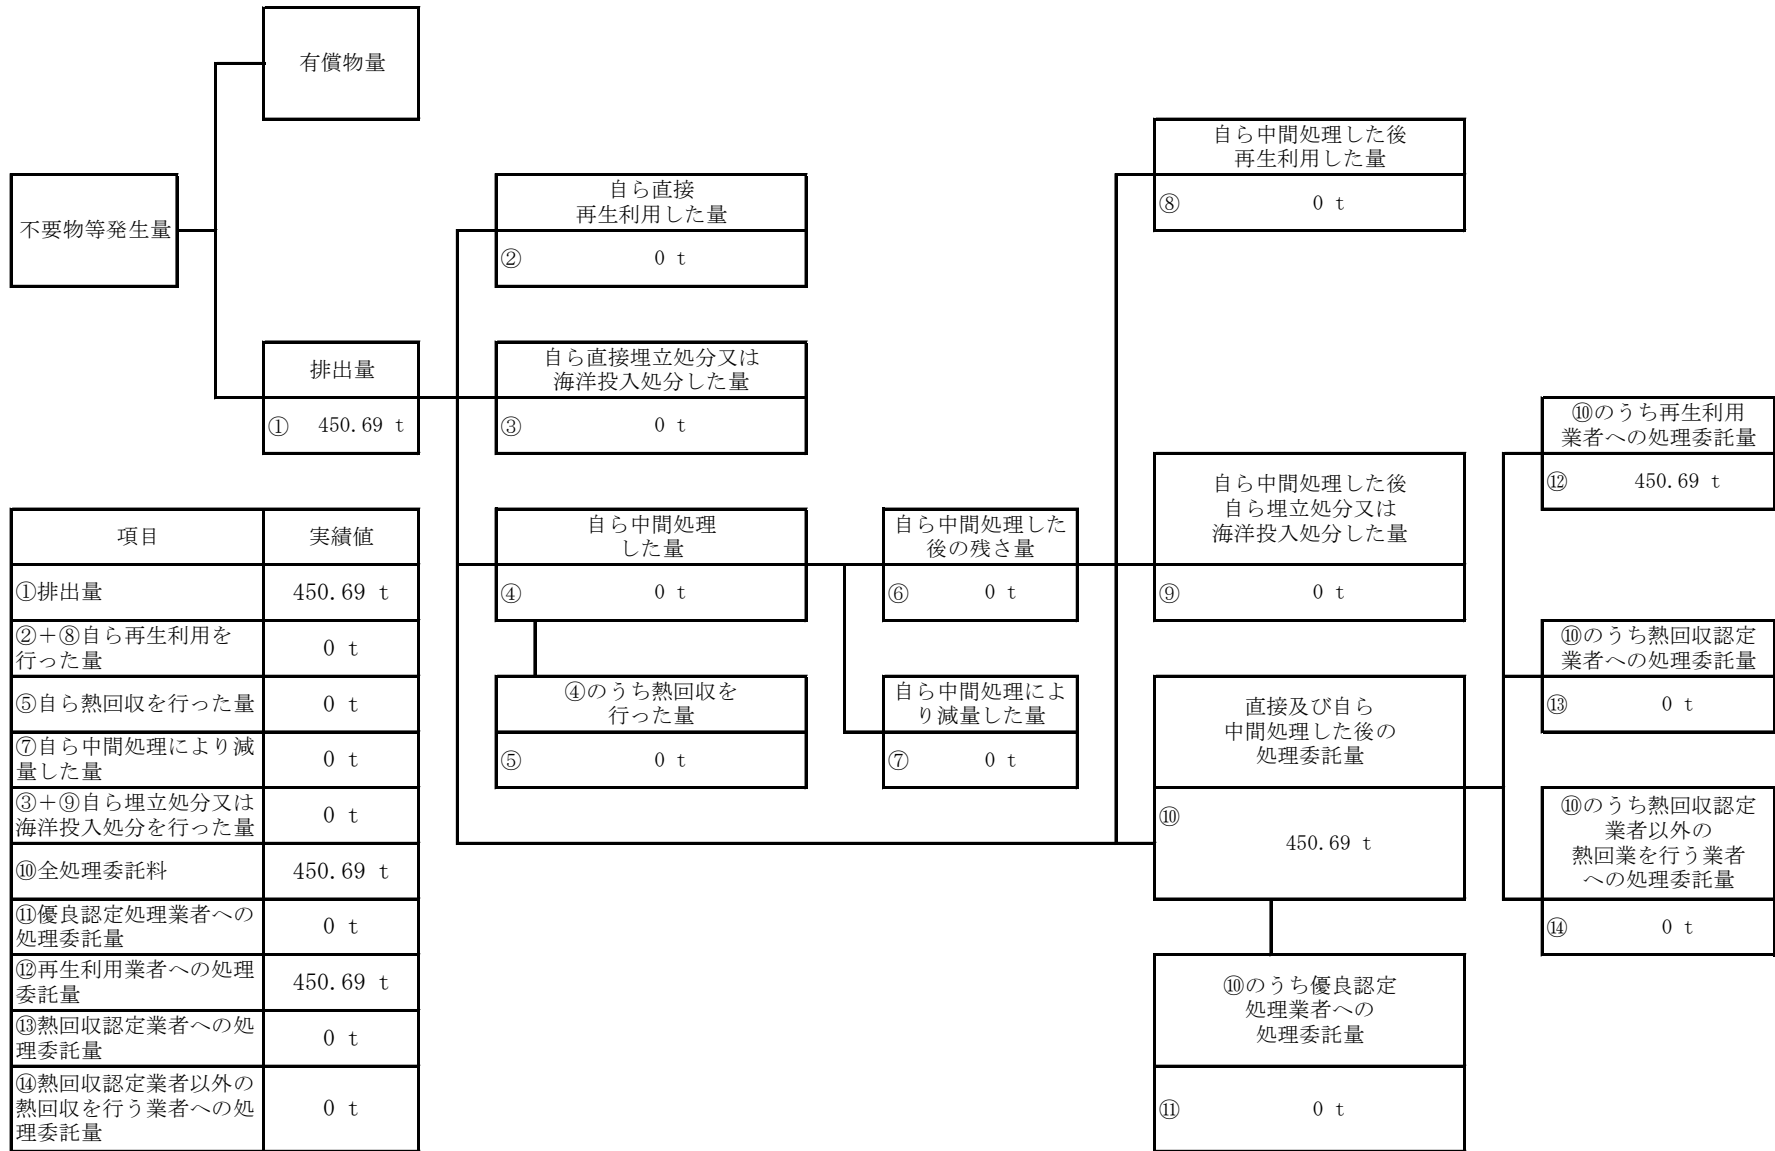 有償物量
不要物等発生量
排出量
① 450.69 t
自ら直接
再生利用した量
② 0 t
自ら直接埋立処分又は
海洋投入処分した量
③ 0 t
自ら中間処理
した量
④ 0 t
④のうち熱回収を
行った量
⑤ 0 t
自ら中間処理した
後の残さ量
⑥ 0 t
自ら中間処理によ
り減量した量
⑦ 0 t
自ら中間処理した後
再生利用した量
⑧ 0 t
自ら中間処理した後
自ら埋立処分又は
海洋投入処分した量
⑨ 0 t
直接及び自ら
中間処理した後の
処理委託量
⑩
450.69 t
⑩のうち優良認定
処理業者への
処理委託量
⑪ 0 t
⑩のうち再生利用
業者への処理委託量
⑫ 450.69 t
⑩のうち熱回収認定
業者への処理委託量
⑬ 0 t
⑩のうち熱回収認定
業者以外の
熱回業を行う業者
への処理委託量
⑭ 0 t
項目 実績値
①排出量 450.69 t
②+⑧自ら再生利用を
行った量 0 t
⑤自ら熱回収を行った量 0 t
⑦自ら中間処理により減
量した量 0 t
③+⑨自ら埋立処分又は
海洋投入処分を行った量 0 t
⑩全処理委託料 450.69 t
⑪優良認定処理業者への
処理委託量 0 t
⑫再生利用業者への処理
委託量 450.69 t
⑬熱回収認定業者への処
理委託量 0 t
⑭熱回収認定業者以外の
熱回収を行う業者への処
理委託量 0 t